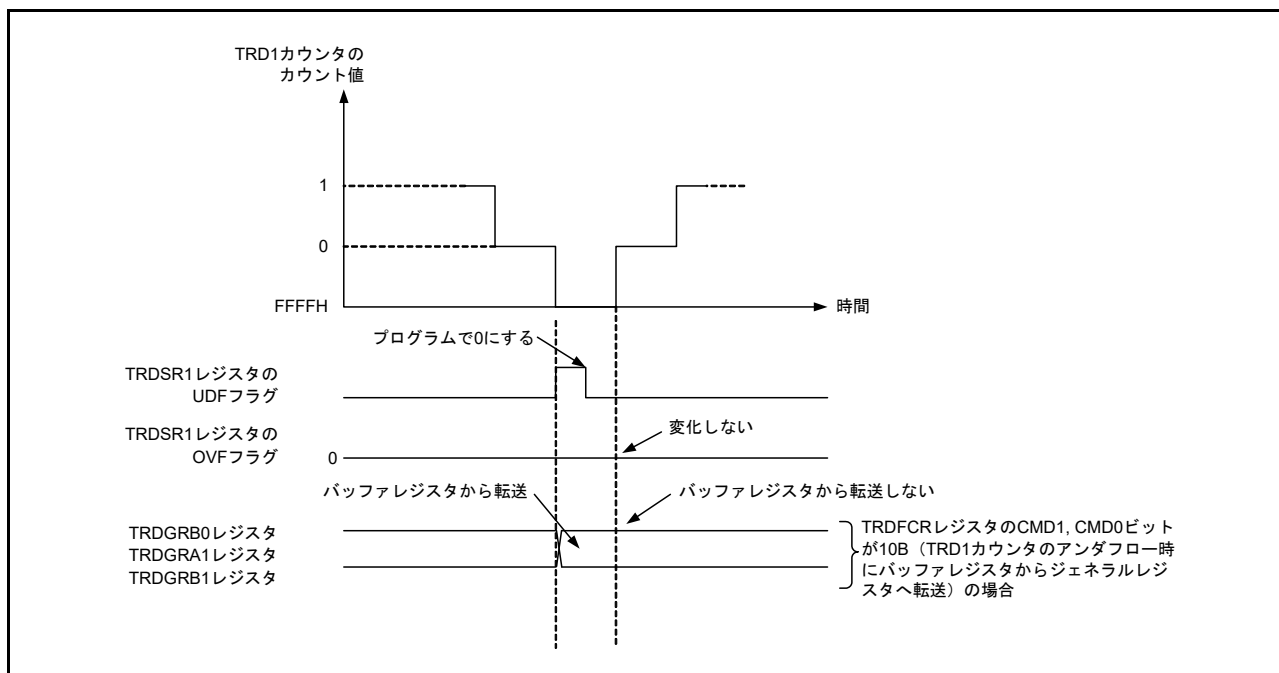 TRD1カウンタの
カウント値
1
0
FFFFH
時間
プログラムで0にする
TRDSR1レジスタの
UDFフラグ
TRDSR1レジスタの
OVFフラグ
0
変化しない
バッファレジスタから転送
バッファレジスタから転送しない
TRDGRB0レジスタ
TRDGRA1レジスタ
TRDGRB1レジスタ
TRDFCRレジスタのCMD1, CMD0ビット
が10B（TRD1カウンタのアンダフロー時
にバッファレジスタからジェネラルレジ
スタへ転送）の場合